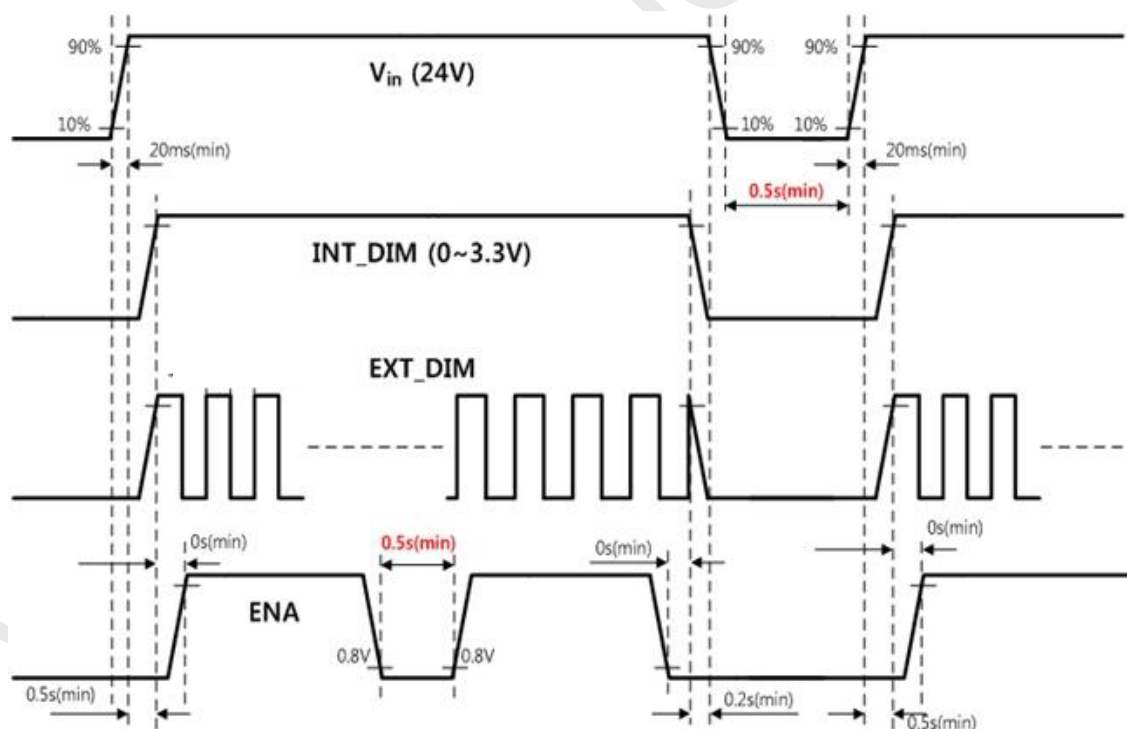 90%
90%
90%
Vin (24V)
10%
10%
10%
20ms(min)
20ms(min)
0.5s(min)
INT_DIM (0~3.3V)
EXT_DIM
0s(min)
0.5s(min)
0s(min)
0s(min)
ENA
0.8V
0.8V
0.5s(min)
0.2s(min)
0.5s(min)